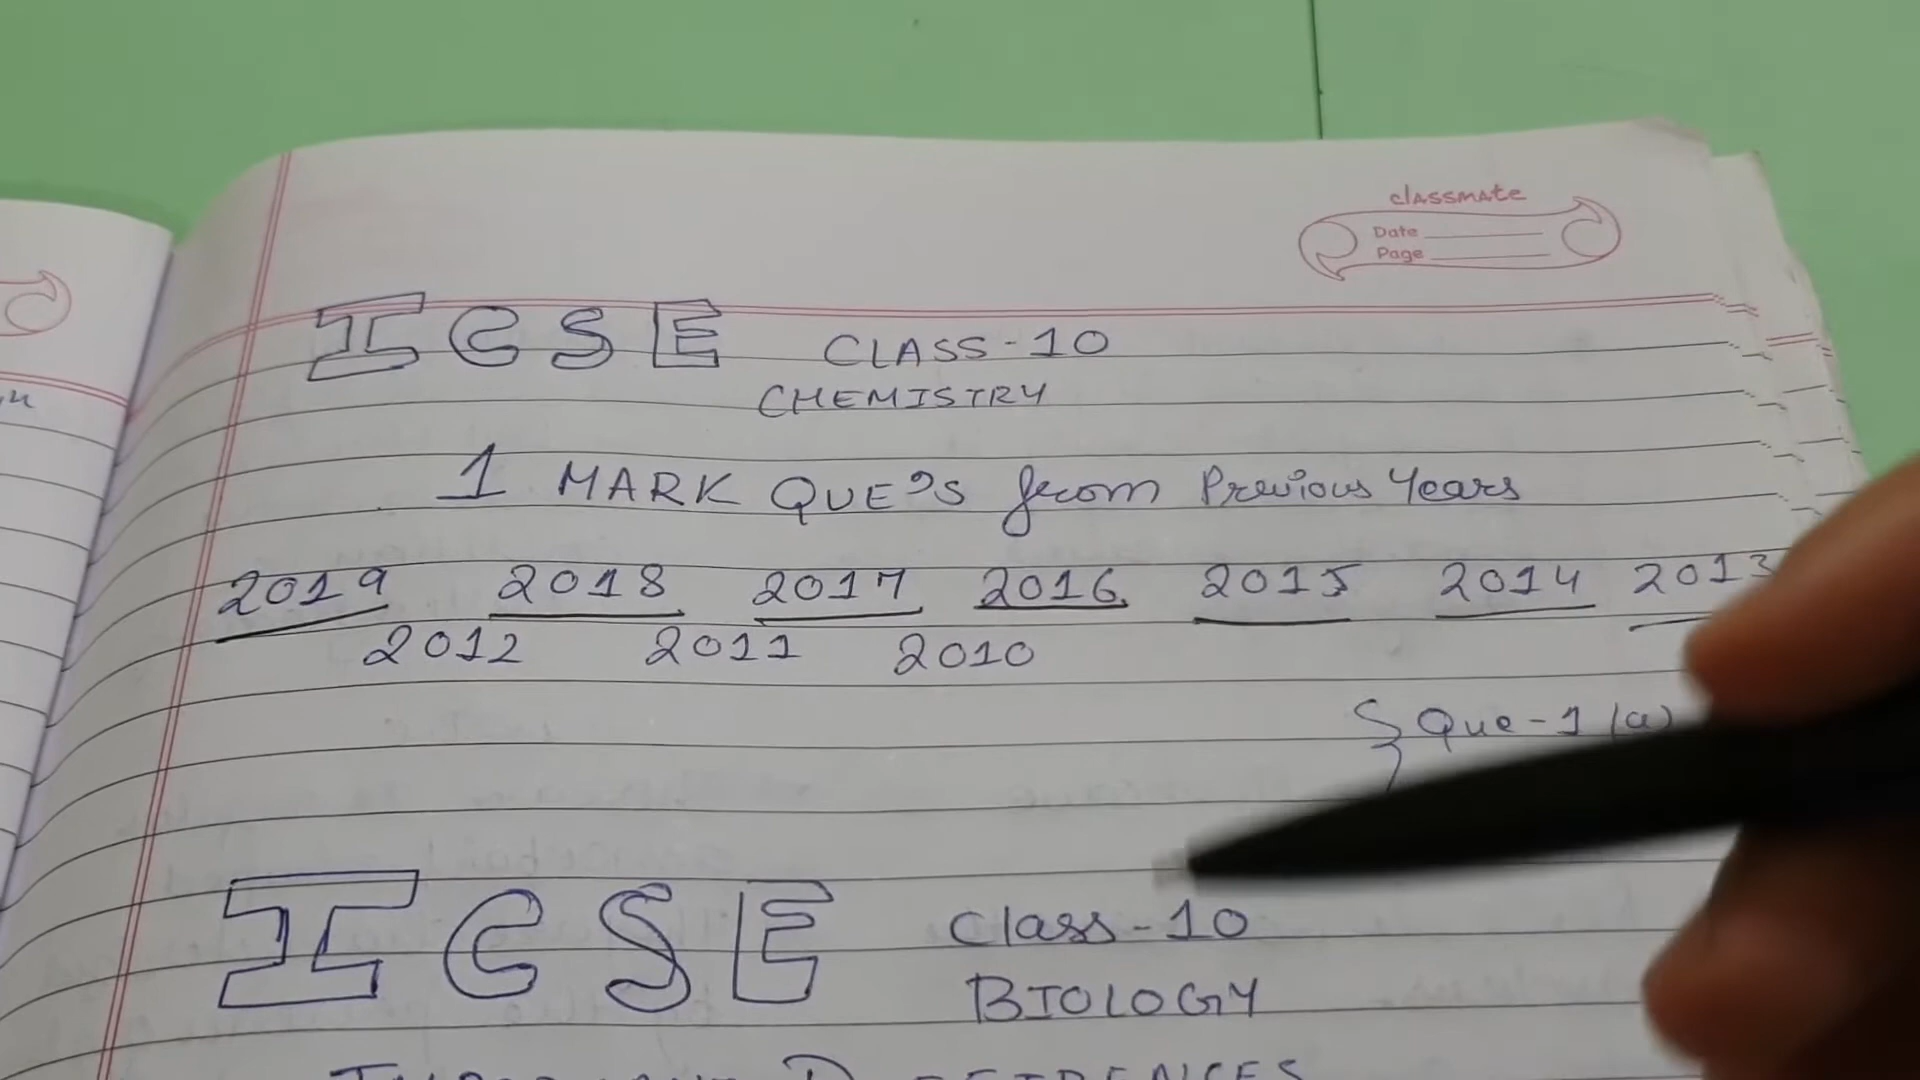 classmate
Date
Page
ICSE CLASS-10
CHEMISTRY
1 MARK QUE'S from Previous Years
2019 2018 2017 2016 2015 2014 2013
2012 2011 2010
Que-1 (a)
ICSE Class-10
BIOLOGY